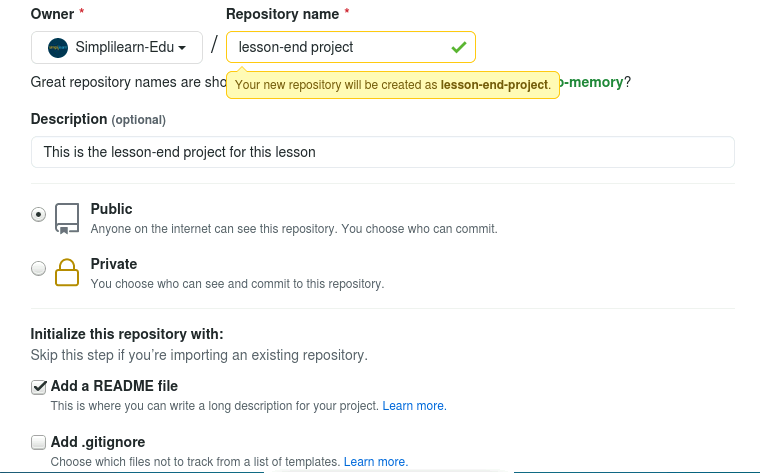 Owner * Repository name *
Simplilearn-Edu / lesson-end project
Great repository names are sho -memory?
Your new repository will be created as lesson-end-project.
Description (optional)
This is the lesson-end project for this lesson
Public
Anyone on the internet can see this repository. You choose who can commit.
Private
You choose who can see and commit to this repository.
Initialize this repository with:
Skip this step if you’re importing an existing repository.
Add a README file
This is where you can write a long description for your project. Learn more.
Add .gitignore
Choose which files not to track from a list of templates. Learn more.